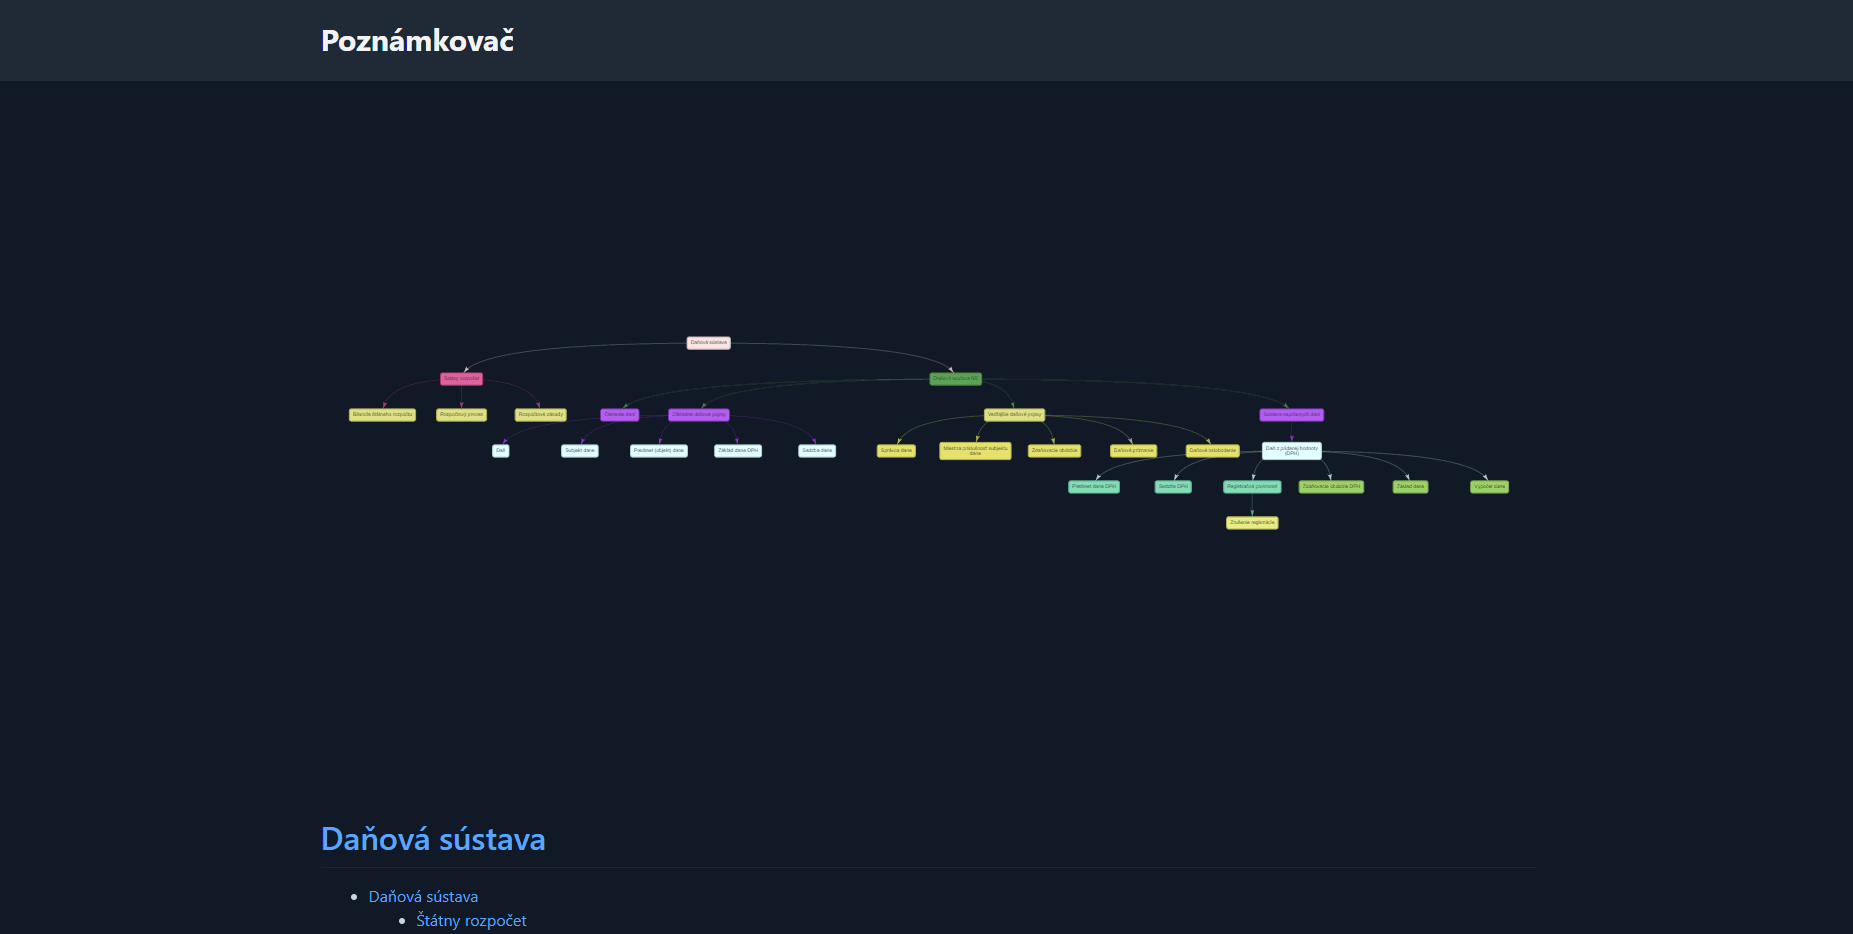 Poznámkovač
Daňová sústava
Štátny rozpočet
Daňová sústava NS
Bilancia štátneho rozpočtu
Rozpočtový proces
Rozpočtové zásady
Členenie daní
Základné daňové pojmy
Vedľajšie daňové pojmy
Sústava nepriamych daní
Daň
Subjekt dane
Predmet (objekt) dane
Základ dane DPH
Sadzba dane
Správca dane
Miestna príslušnosť subjektu
dane
Zdaňovacie obdobie
Daňové priznanie
Daňové oslobodenie
Daň z pridanej hodnoty
(DPH)
Predmet dane DPH
Sadzba DPH
Registračná povinnosť
Zdaňovacie obdobie DPH
Základ dane
Výpočet dane
Zrušenie registrácie
Daňová sústava
Daňová sústava
Štátny rozpočet